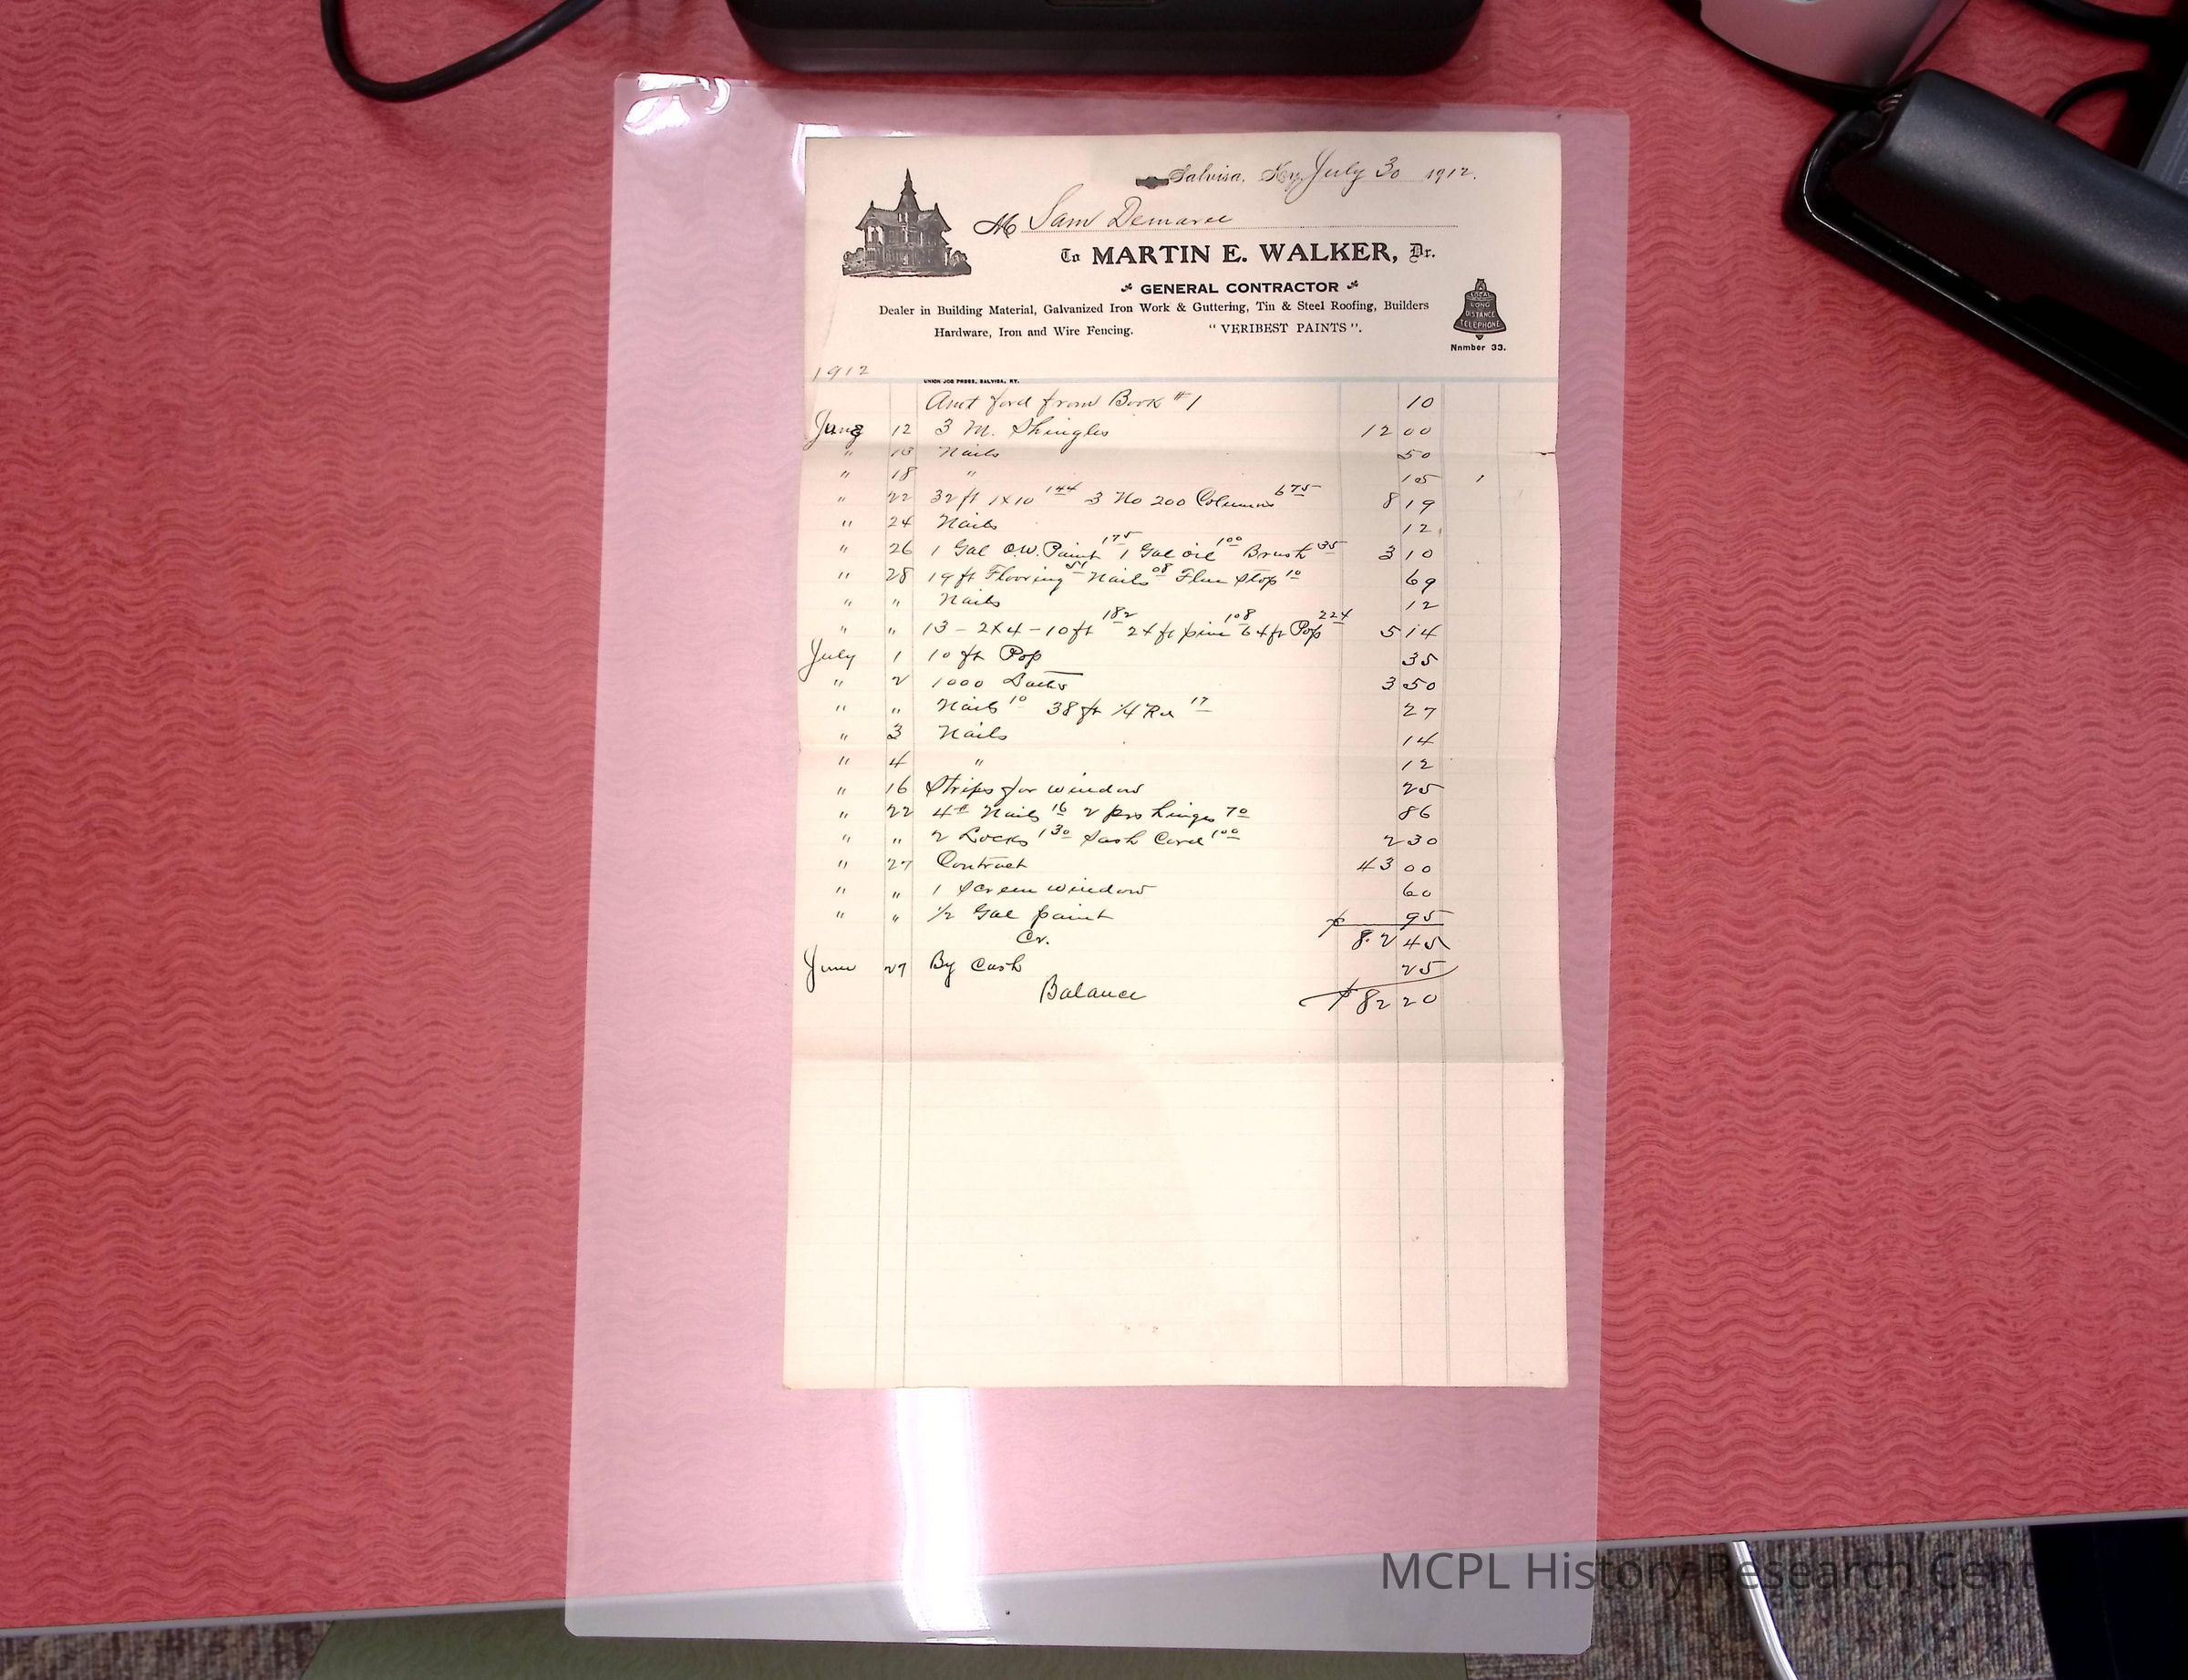 Salvisa, Ky July 30 1912.
M Sam Demaree
To MARTIN E. WALKER, Dr.
GENERAL CONTRACTOR
Dealer in Building Material, Galvanized Iron Work & Guttering, Tin & Steel Roofing, Builders
Hardware, Iron and Wire Fencing. "VERIBEST PAINTS".
LOCAL
LONG
DISTANCE
TELEPHONE
Nnmber 33.
1912
UNION JOB PRESS, SALVISA, KY.
Amt ford from Book #1 10
June 12 3 M. Shingles 12 00
" 13 Nails 50
" 18 " 15
" 22 32 ft 1x10 144 3 No 200 Columns 675 8 19
" 24 Nails 12
" 26 1 Gal O.W. Paint 175 1 Gal oil 100 Brush 35 3 10
" 28 19 ft Flooring 51 Nails 08 Flue Stop 10 69
" " Nails 12
" " 13 - 2x4 - 10 ft 182 24 ft pine 108 64 ft Pop 224 5 14
July 1 10 ft Pop 35
" 2 1000 Laths 3 50
" " Nails 10 38 ft 1/4 Rd 17 27
" 3 Nails 14
" 4 " 12
" 16 Strips for window 25
" 22 4# Nails 16 2 prs hinges 70 86
" " 2 Locks 130 Sash Cord 100 2 30
" 27 Contract 43 00
" " 1 Screen window 60
" " 1/2 Gal paint 95
Cr. $ 82 45
June 27 By Cash 25
Balance $82 20
MCPL History Research Cent